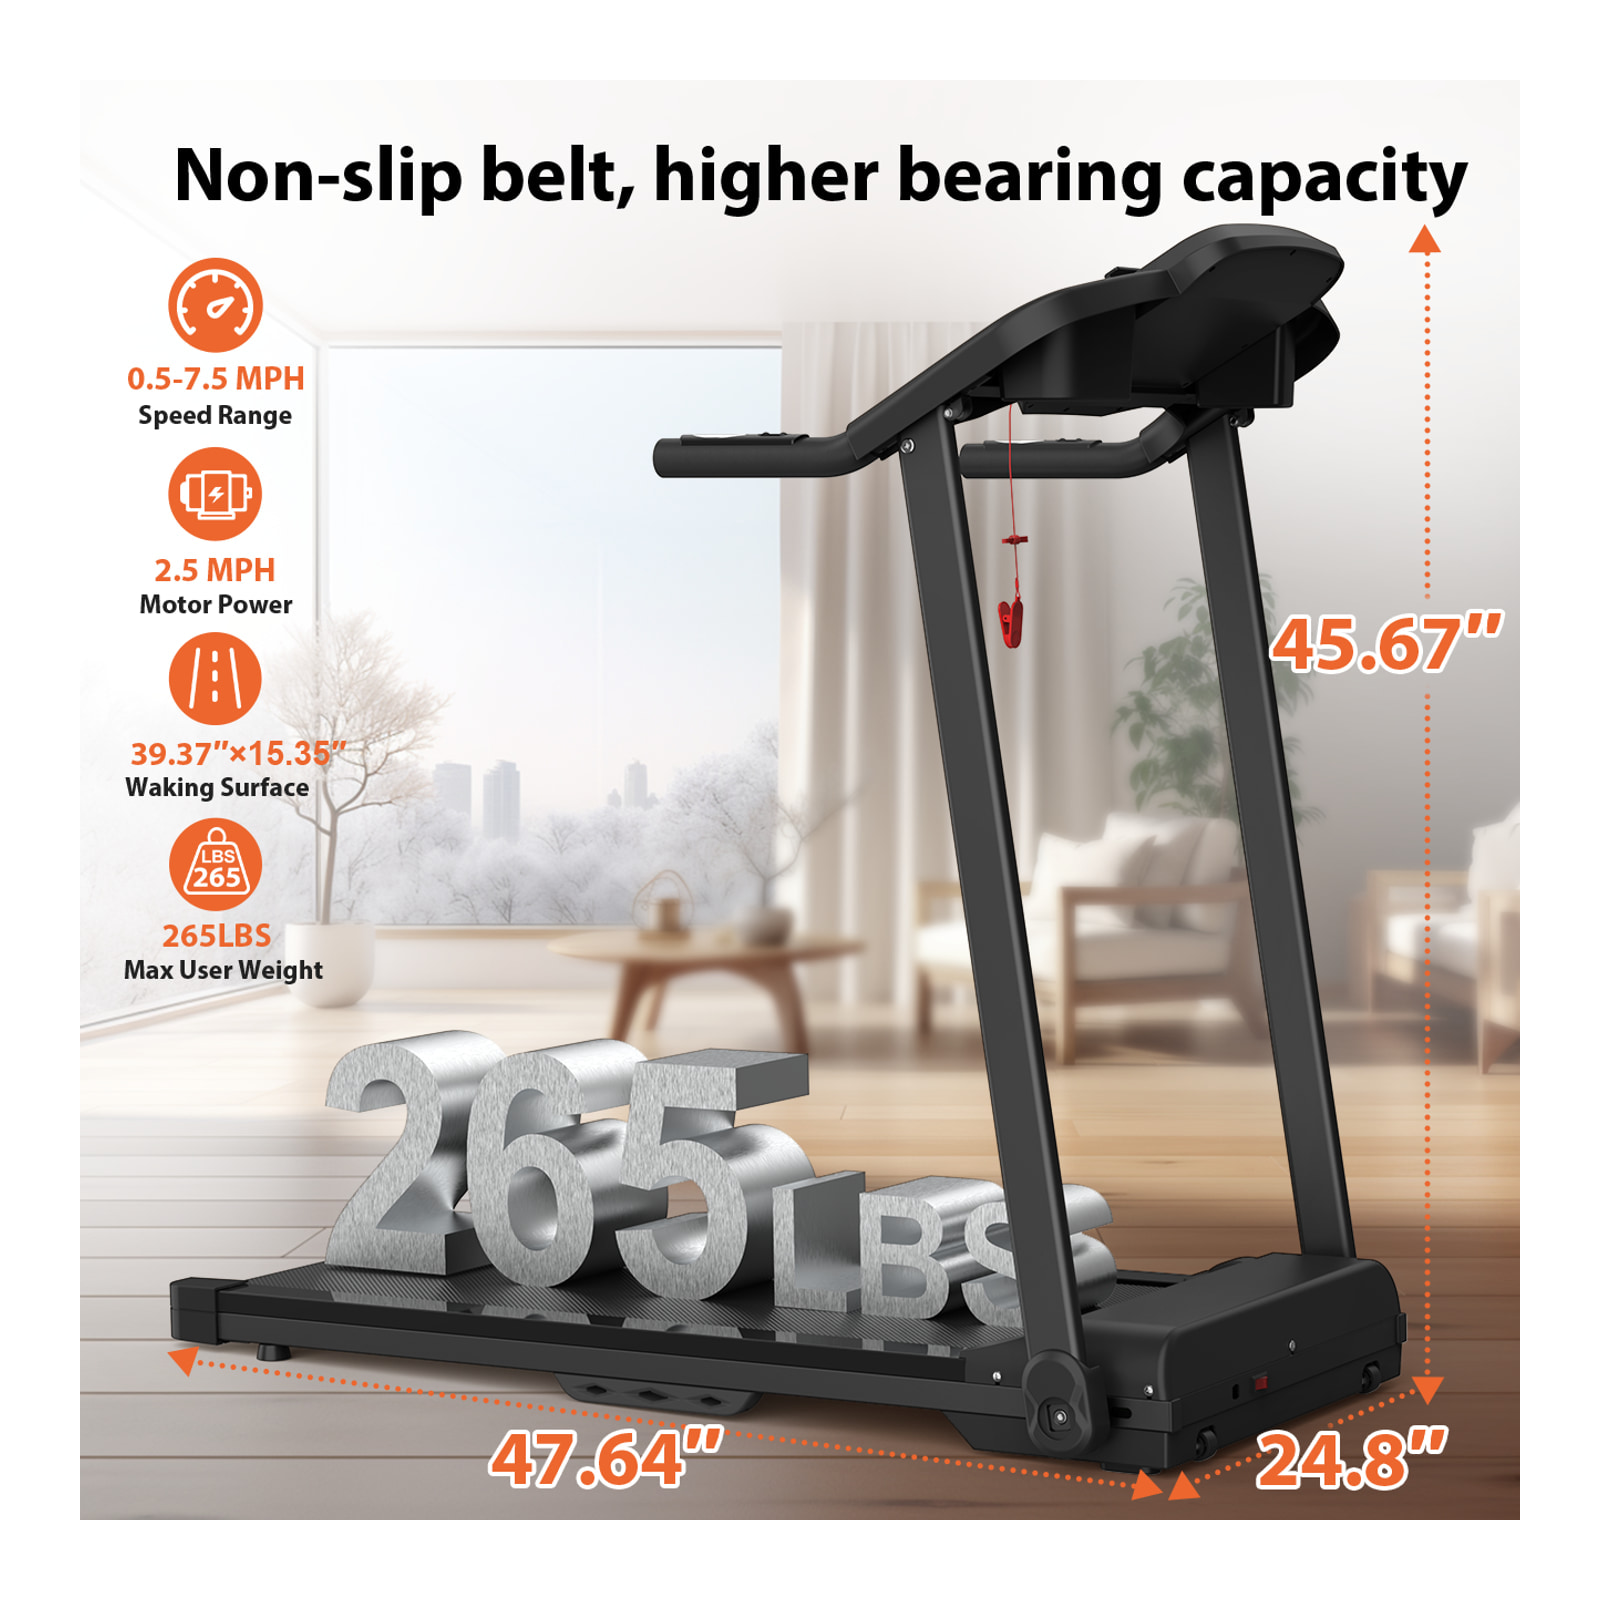 Non-slip belt, higher bearing capacity
0.5-7.5 MPH
Speed Range
2.5 MPH
Motor Power
39.37"×15.35"
Waking Surface
LBS
265
265LBS
Max User Weight
45.67"
265LBS
47.64"
24.8"